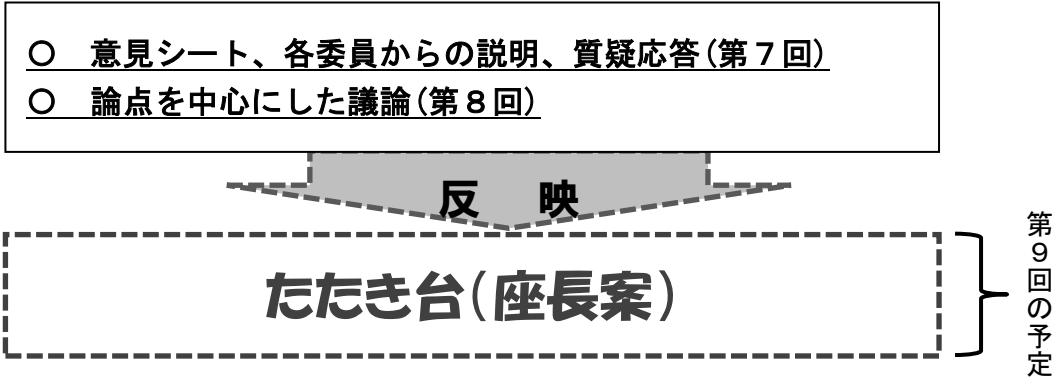 ○　意見シート、各委員からの説明、質疑応答(第７回)
○　論点を中心にした議論(第８回)
反　映
たたき台(座長案)
第９回の予定